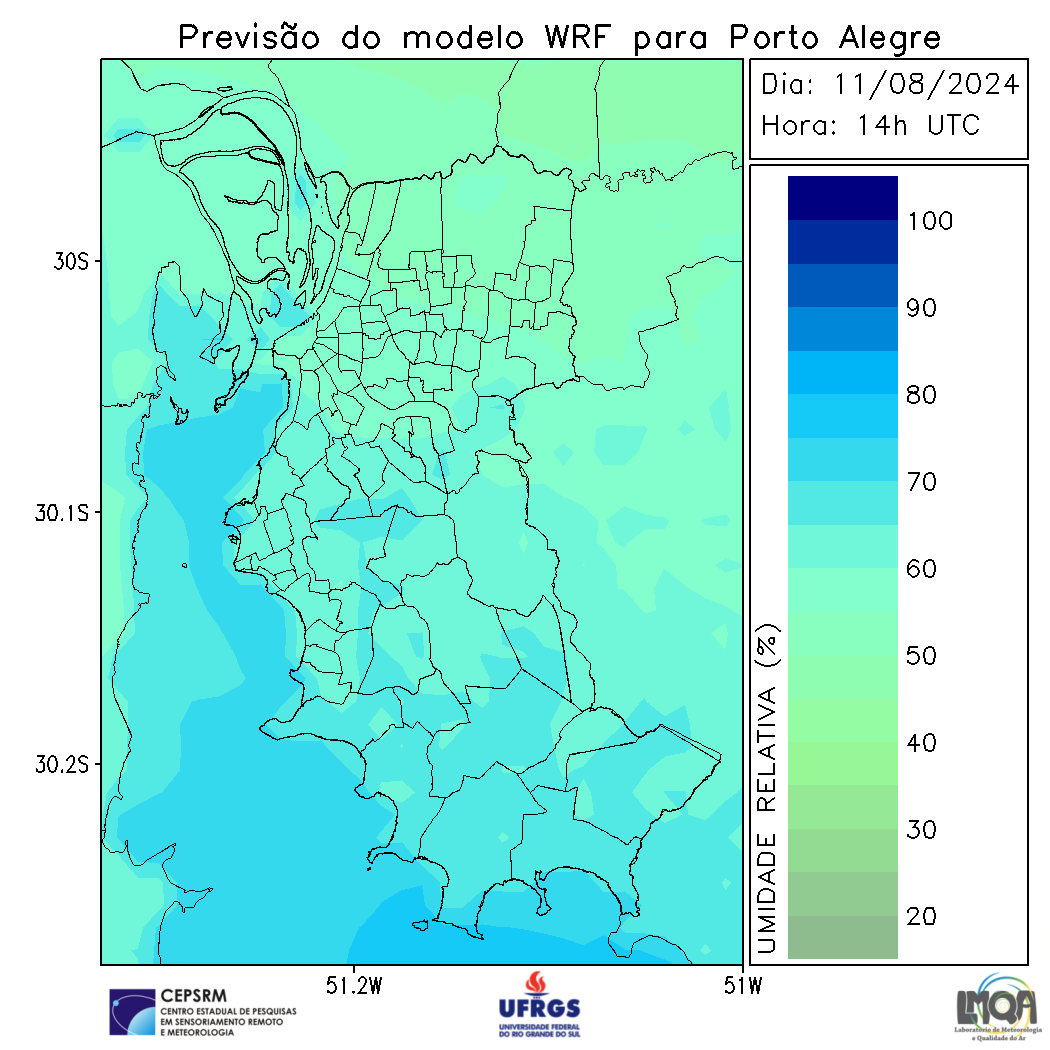 Previsão do modelo WRF para Porto Alegre
Dia: 11/08/2024
Hora: 14h UTC
30S
30.1S
30.2S
51.2W
51W
UMIDADE RELATIVA (%)
100
90
80
70
60
50
40
30
20
CEPSRM
CENTRO ESTADUAL DE PESQUISAS
EM SENSORIAMENTO REMOTO
E METEOROLOGIA
UFRGS
UNIVERSIDADE FEDERAL
DO RIO GRANDE DO SUL
LMQA
Laboratório de Meteorologia
e Qualidade do Ar